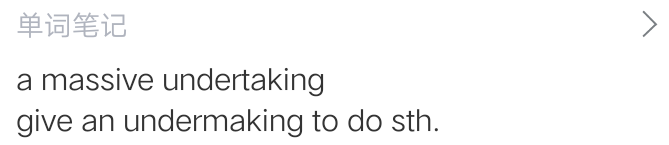 单词笔记
a massive undertaking
give an undermaking to do sth.